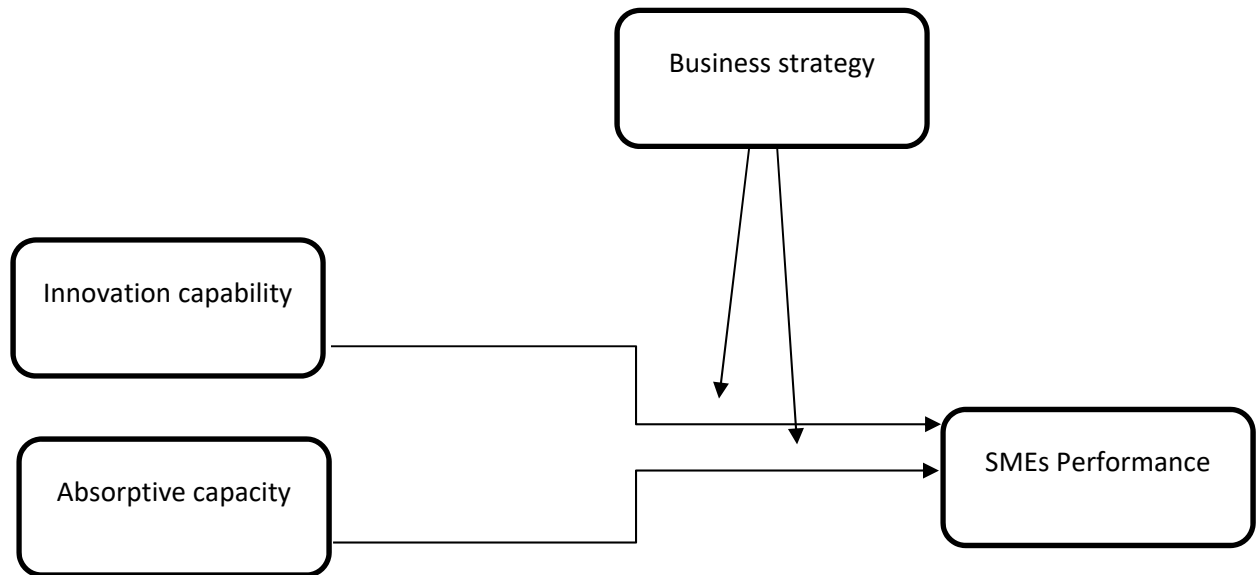 Business strategy
Innovation capability
Absorptive capacity
SMEs Performance